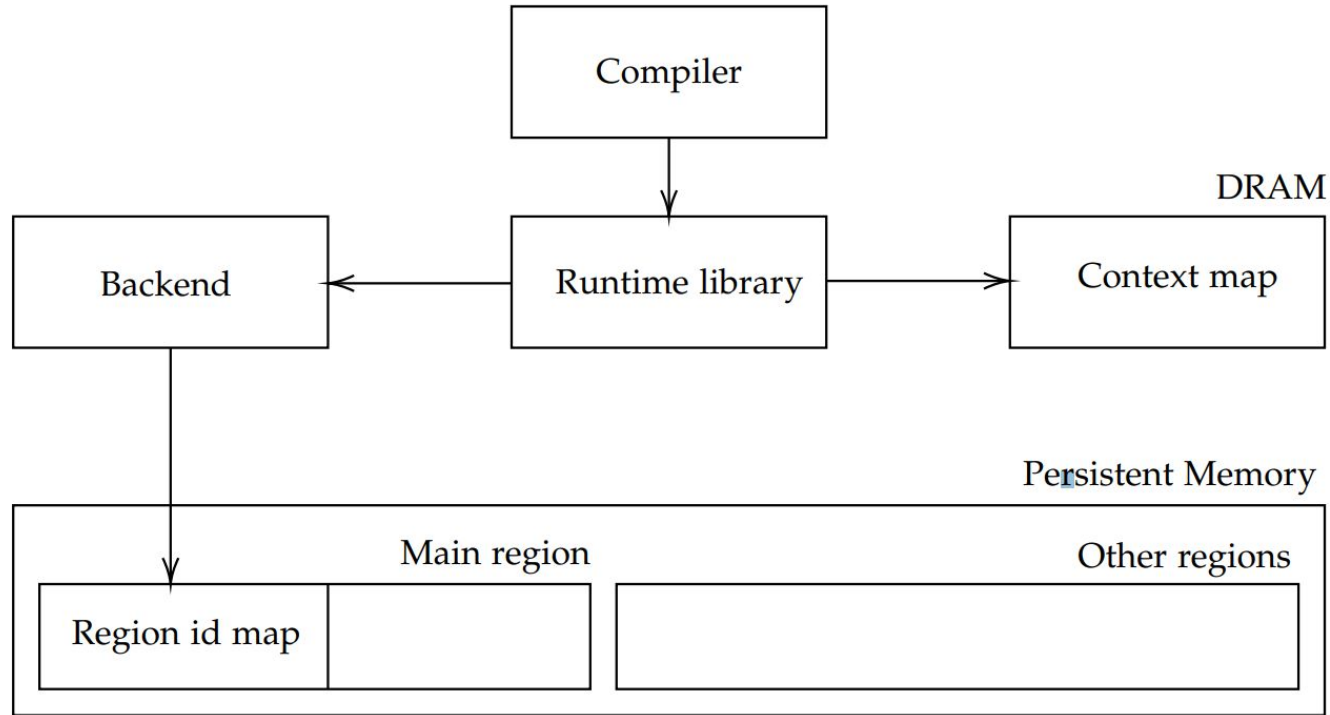 Compiler
DRAM
Backend
Runtime library
Context map
Persistent Memory
Main region
Other regions
Region id map